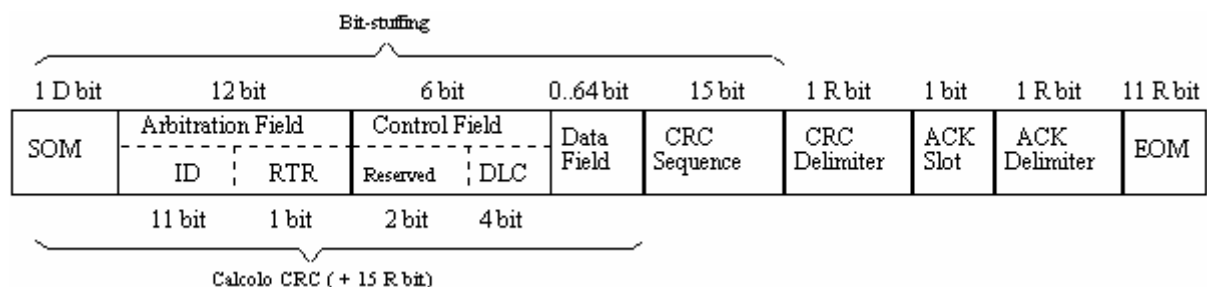 Bit-stuffing
1 D bit 12 bit 6 bit 0..64 bit 15 bit 1 R bit 1 bit 1 R bit 11 R bit
SOM
Arbitration Field
ID RTR
Control Field
Reserved DLC
Data
Field
CRC
Sequence
CRC
Delimiter
ACK
Slot
ACK
Delimiter
EOM
11 bit 1 bit 2 bit 4 bit
Calcolo CRC ( + 15 R bit)